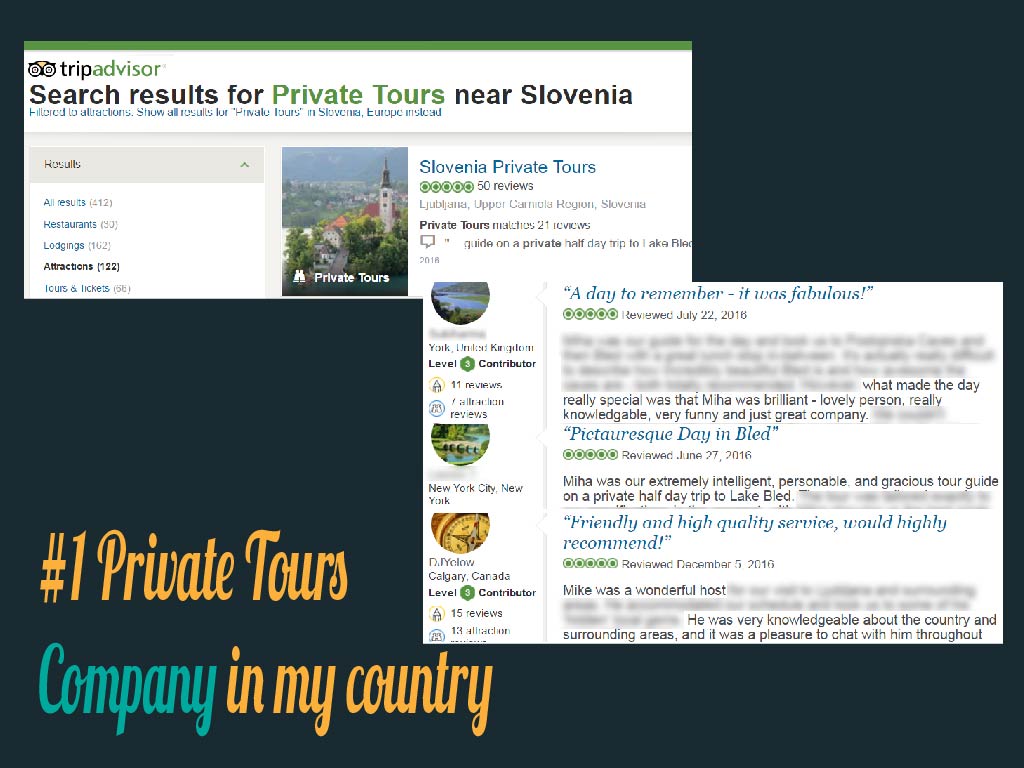 tripadvisor
Search results for Private Tours near Slovenia
Filtered to attractions. Show all results for "Private Tours" in Slovenia, Europe instead
Results
All results (412)
Restaurants (30)
Lodgings (162)
Attractions (122)
Tours & Tickets (66)
Private Tours
Slovenia Private Tours
50 reviews
Ljubljana, Upper Carniola Region, Slovenia
Private Tours matches 21 reviews
" guide on a private half day trip to Lake Bled
2016
York, United Kingdom
Level 3 Contributor
11 reviews
7 attraction
reviews
“A day to remember - it was fabulous!”
Reviewed July 22, 2016
what made the day
really special was that Miha was brilliant - lovely person, really
knowledgable, very funny and just great company.
New York City, New
York
“Pictauresque Day in Bled”
Reviewed June 27, 2016
Miha was our extremely intelligent, personable, and gracious tour guide
on a private half day trip to Lake Bled.
DJYelow
Calgary, Canada
Level 3 Contributor
15 reviews
13 attraction
“Friendly and high quality service, would highly
recommend!”
Reviewed December 5, 2016
Mike was a wonderful host
He was very knowledgeable about the country and
surrounding areas, and it was a pleasure to chat with him throughout
#1 Private Tours
Company in my country